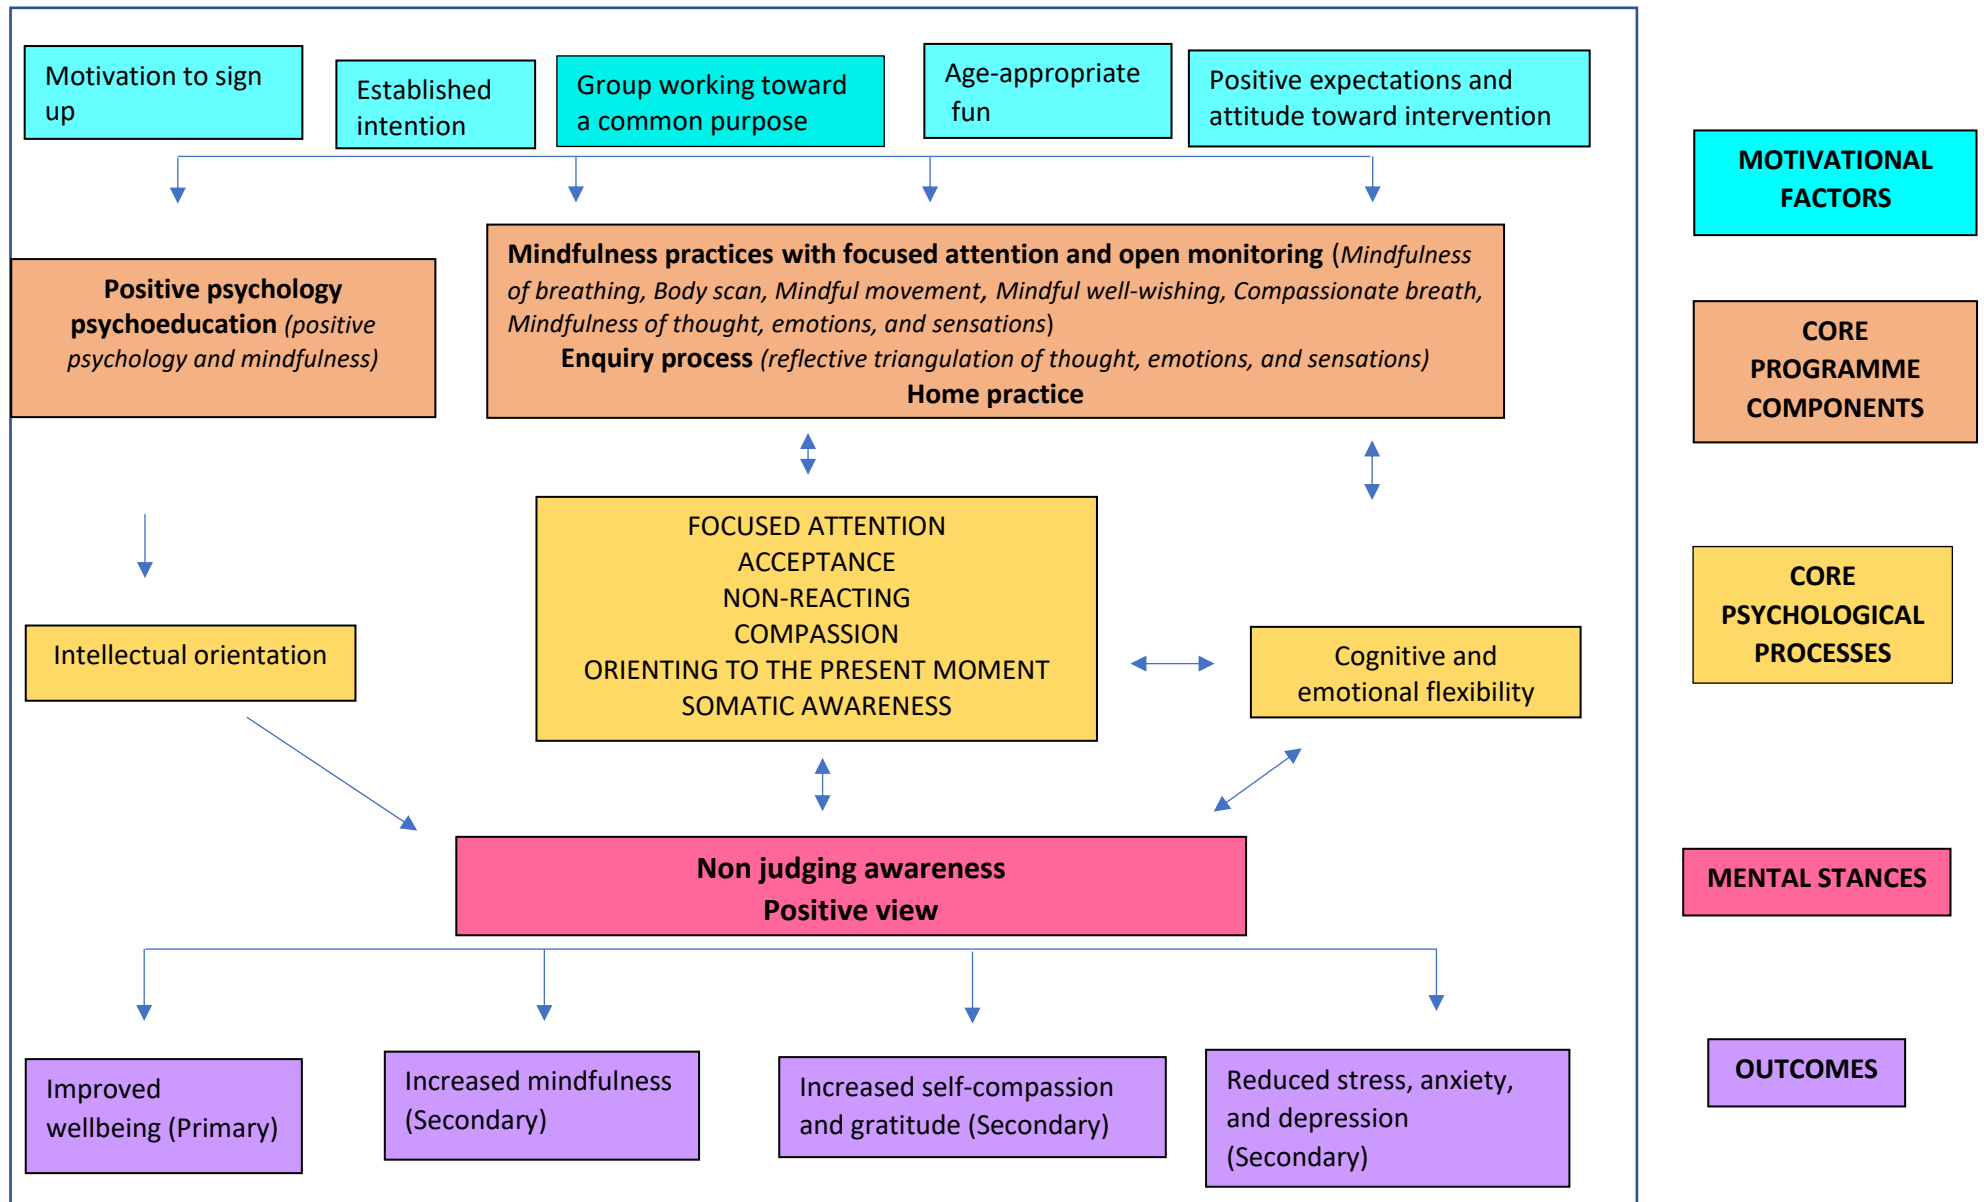 Motivation to sign
up
Established
intention
Group working toward
a common purpose
Age-appropriate
fun
Positive expectations and
attitude toward intervention
MOTIVATIONAL
FACTORS
Positive psychology
psychoeducation (positive
psychology and mindfulness)
Mindfulness practices with focused attention and open monitoring (Mindfulness
of breathing, Body scan, Mindful movement, Mindful well-wishing, Compassionate breath,
Mindfulness of thought, emotions, and sensations)
Enquiry process (reflective triangulation of thought, emotions, and sensations)
Home practice
CORE
PROGRAMME
COMPONENTS
Intellectual orientation
FOCUSED ATTENTION
ACCEPTANCE
NON-REACTING
COMPASSION
ORIENTING TO THE PRESENT MOMENT
SOMATIC AWARENESS
Cognitive and
emotional flexibility
CORE
PSYCHOLOGICAL
PROCESSES
Non judging awareness
Positive view
MENTAL STANCES
Improved
wellbeing (Primary)
Increased mindfulness
(Secondary)
Increased self-compassion
and gratitude (Secondary)
Reduced stress, anxiety,
and depression
(Secondary)
OUTCOMES